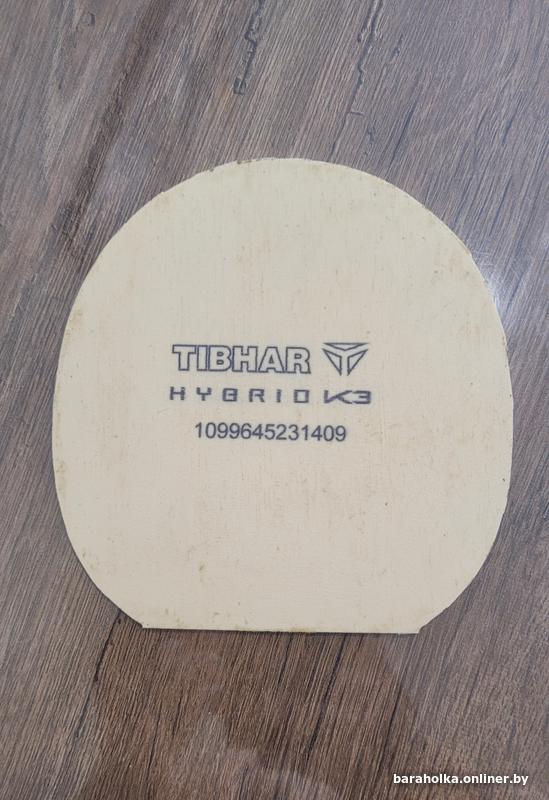 TIBHAR
HYBRID K3
1099645231409
baraholka.onliner.by